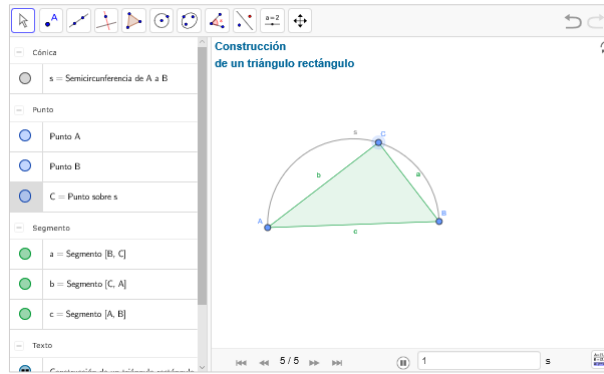 A
a=2
Cónica
s = Semicircunferencia de A a B
Punto
Punto A
Punto B
C = Punto sobre s
Segmento
a = Segmento [B, C]
b = Segmento [C, A]
c = Segmento [A, B]
Texto
Construcción
de un triángulo rectángulo
s
C
b
a
A
B
c
5 / 5
1
s